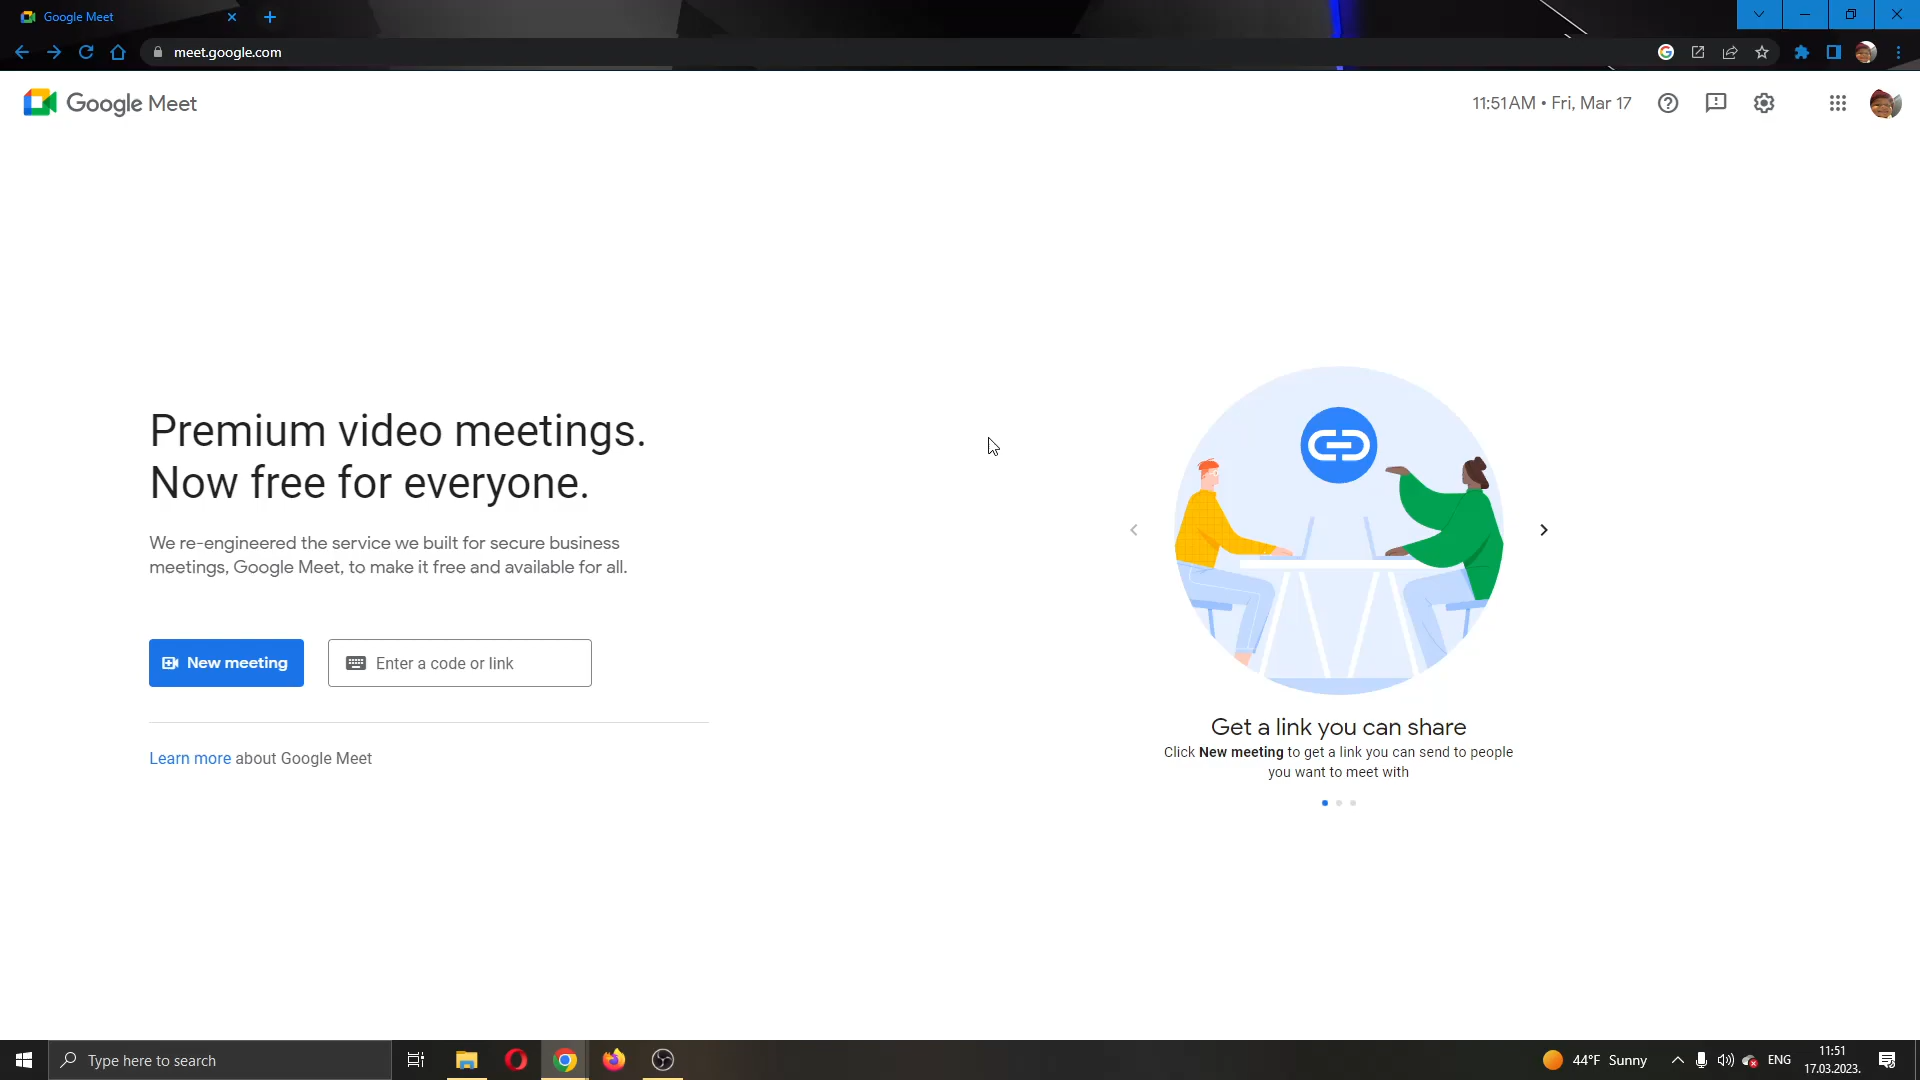 Google Meet
meet.google.com
Google Meet
11:51 AM • Fri, Mar 17
Premium video meetings.
Now free for everyone.
We re-engineered the service we built for secure business
meetings, Google Meet, to make it free and available for all.
New meeting
Enter a code or link
Learn more about Google Meet
Get a link you can share
Click New meeting to get a link you can send to people
you want to meet with
Type here to search
44°F Sunny
ENG
11:51
17.03.2023.